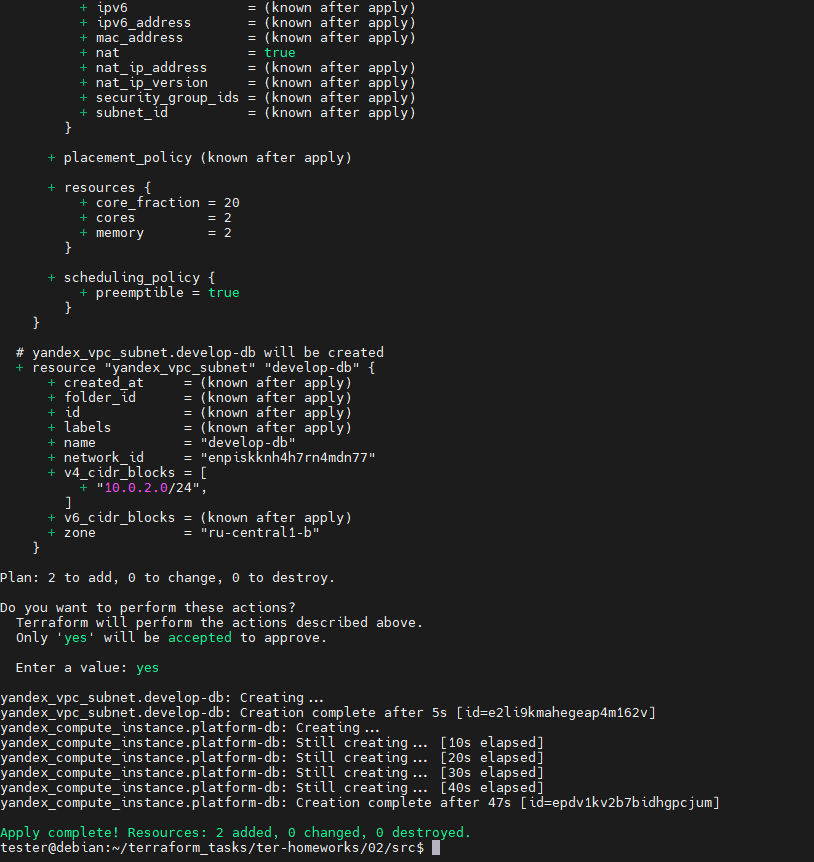 + ipv6               = (known after apply)
+ ipv6_address       = (known after apply)
+ mac_address        = (known after apply)
+ nat                = true
+ nat_ip_address     = (known after apply)
+ nat_ip_version     = (known after apply)
+ security_group_ids = (known after apply)
+ subnet_id          = (known after apply)
}
+ placement_policy (known after apply)
+ resources {
+ core_fraction = 20
+ cores         = 2
+ memory        = 2
}
+ scheduling_policy {
+ preemptible = true
}
}
# yandex_vpc_subnet.develop-db will be created
+ resource "yandex_vpc_subnet" "develop-db" {
+ created_at     = (known after apply)
+ folder_id      = (known after apply)
+ id             = (known after apply)
+ labels         = (known after apply)
+ name           = "develop-db"
+ network_id     = "enpiskknh4h7rn4mdn77"
+ v4_cidr_blocks = [
+ "10.0.2.0/24",
]
+ v6_cidr_blocks = (known after apply)
+ zone           = "ru-central1-b"
}
Plan: 2 to add, 0 to change, 0 to destroy.
Do you want to perform these actions?
Terraform will perform the actions described above.
Only 'yes' will be accepted to approve.
Enter a value: yes
yandex_vpc_subnet.develop-db: Creating...
yandex_vpc_subnet.develop-db: Creation complete after 5s [id=e2li9kmahegeap4m162v]
yandex_compute_instance.platform-db: Creating...
yandex_compute_instance.platform-db: Still creating... [10s elapsed]
yandex_compute_instance.platform-db: Still creating... [20s elapsed]
yandex_compute_instance.platform-db: Still creating... [30s elapsed]
yandex_compute_instance.platform-db: Still creating... [40s elapsed]
yandex_compute_instance.platform-db: Creation complete after 47s [id=epdv1kv2b7bidhgpcjum]
Apply complete! Resources: 2 added, 0 changed, 0 destroyed.
tester@debian:~/terraform_tasks/ter-homeworks/02/src$